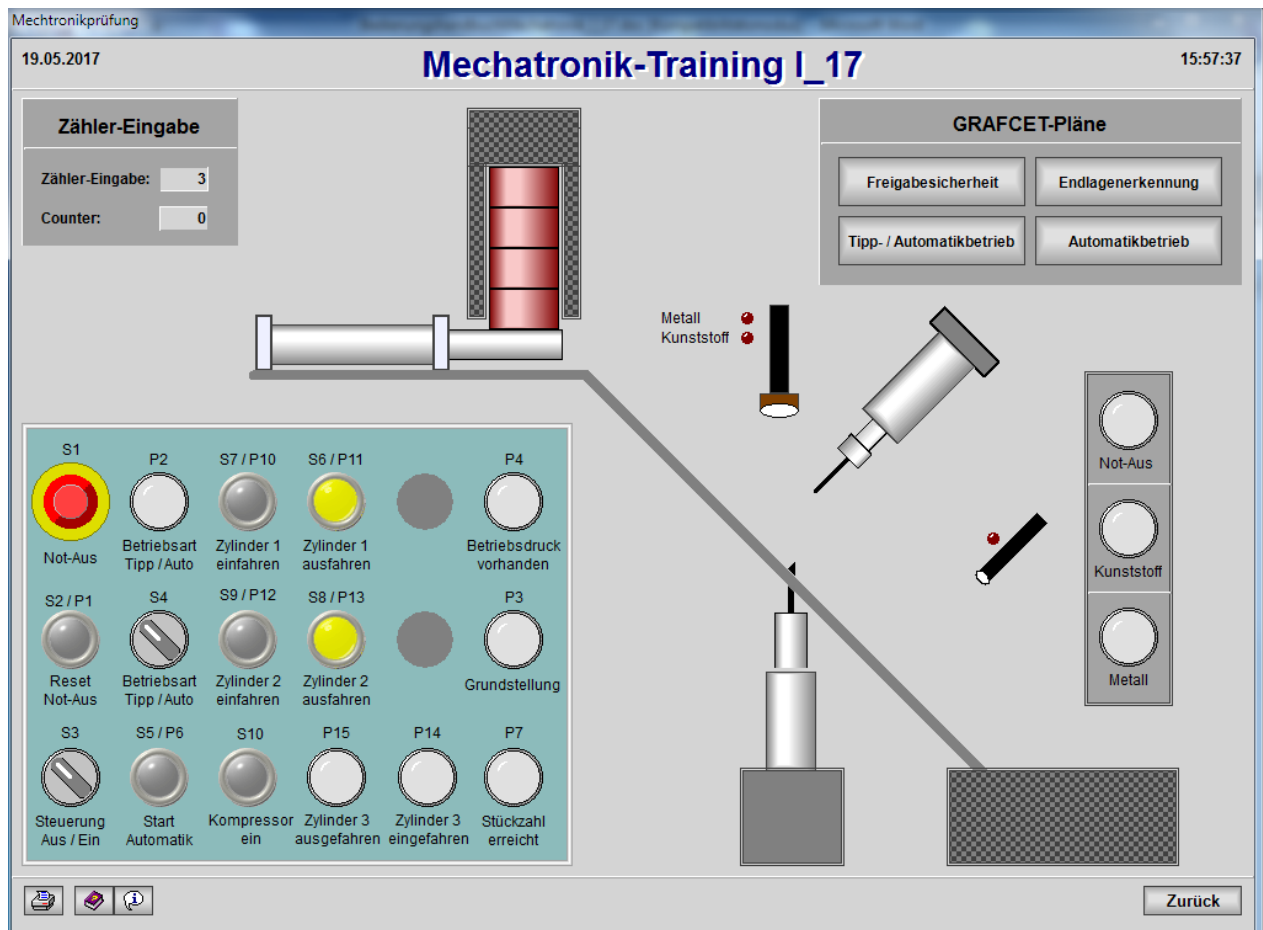 Mechtronikprüfung
19.05.2017
Mechatronik-Training I_17
15:57:37
Zähler-Eingabe
Zähler-Eingabe: 3
Counter: 0
GRAFCET-Pläne
Freigabesicherheit
Endlagenerkennung
Tipp- / Automatikbetrieb
Automatikbetrieb
Metall
Kunststoff
S1
Not-Aus
P2
Betriebsart
Tipp / Auto
S7 / P10
Zylinder 1
einfahren
S6 / P11
Zylinder 1
ausfahren
P4
Betriebsdruck
vorhanden
S2 / P1
Reset
Not-Aus
S4
Betriebsart
Tipp / Auto
S9 / P12
Zylinder 2
einfahren
S8 / P13
Zylinder 2
ausfahren
P3
Grundstellung
S3
Steuerung
Aus / Ein
S5 / P6
Start
Automatik
S10
Kompressor
ein
P15
Zylinder 3
ausgefahren
P14
Zylinder 3
eingefahren
P7
Stückzahl
erreicht
Not-Aus
Kunststoff
Metall
Zurück